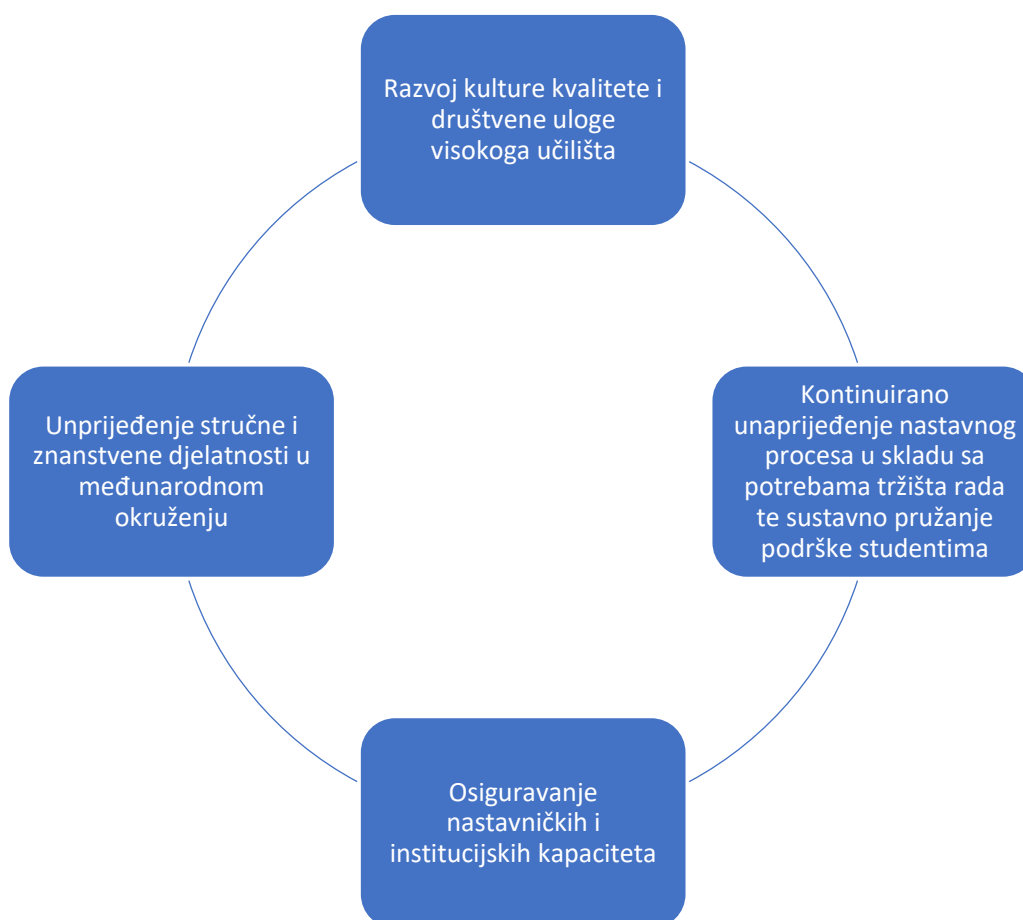 Razvoj kulture kvalitete i
društvene uloge
visokoga učilišta
Kontinuirano
unaprijeđenje nastavnog
procesa u skladu sa
potrebama tržišta rada
te sustavno pružanje
podrške studentima
Osiguravanje
nastavničkih i
institucijskih kapaciteta
Unprijeđenje stručne i
znanstvene djelatnosti u
međunarodnom
okruženju